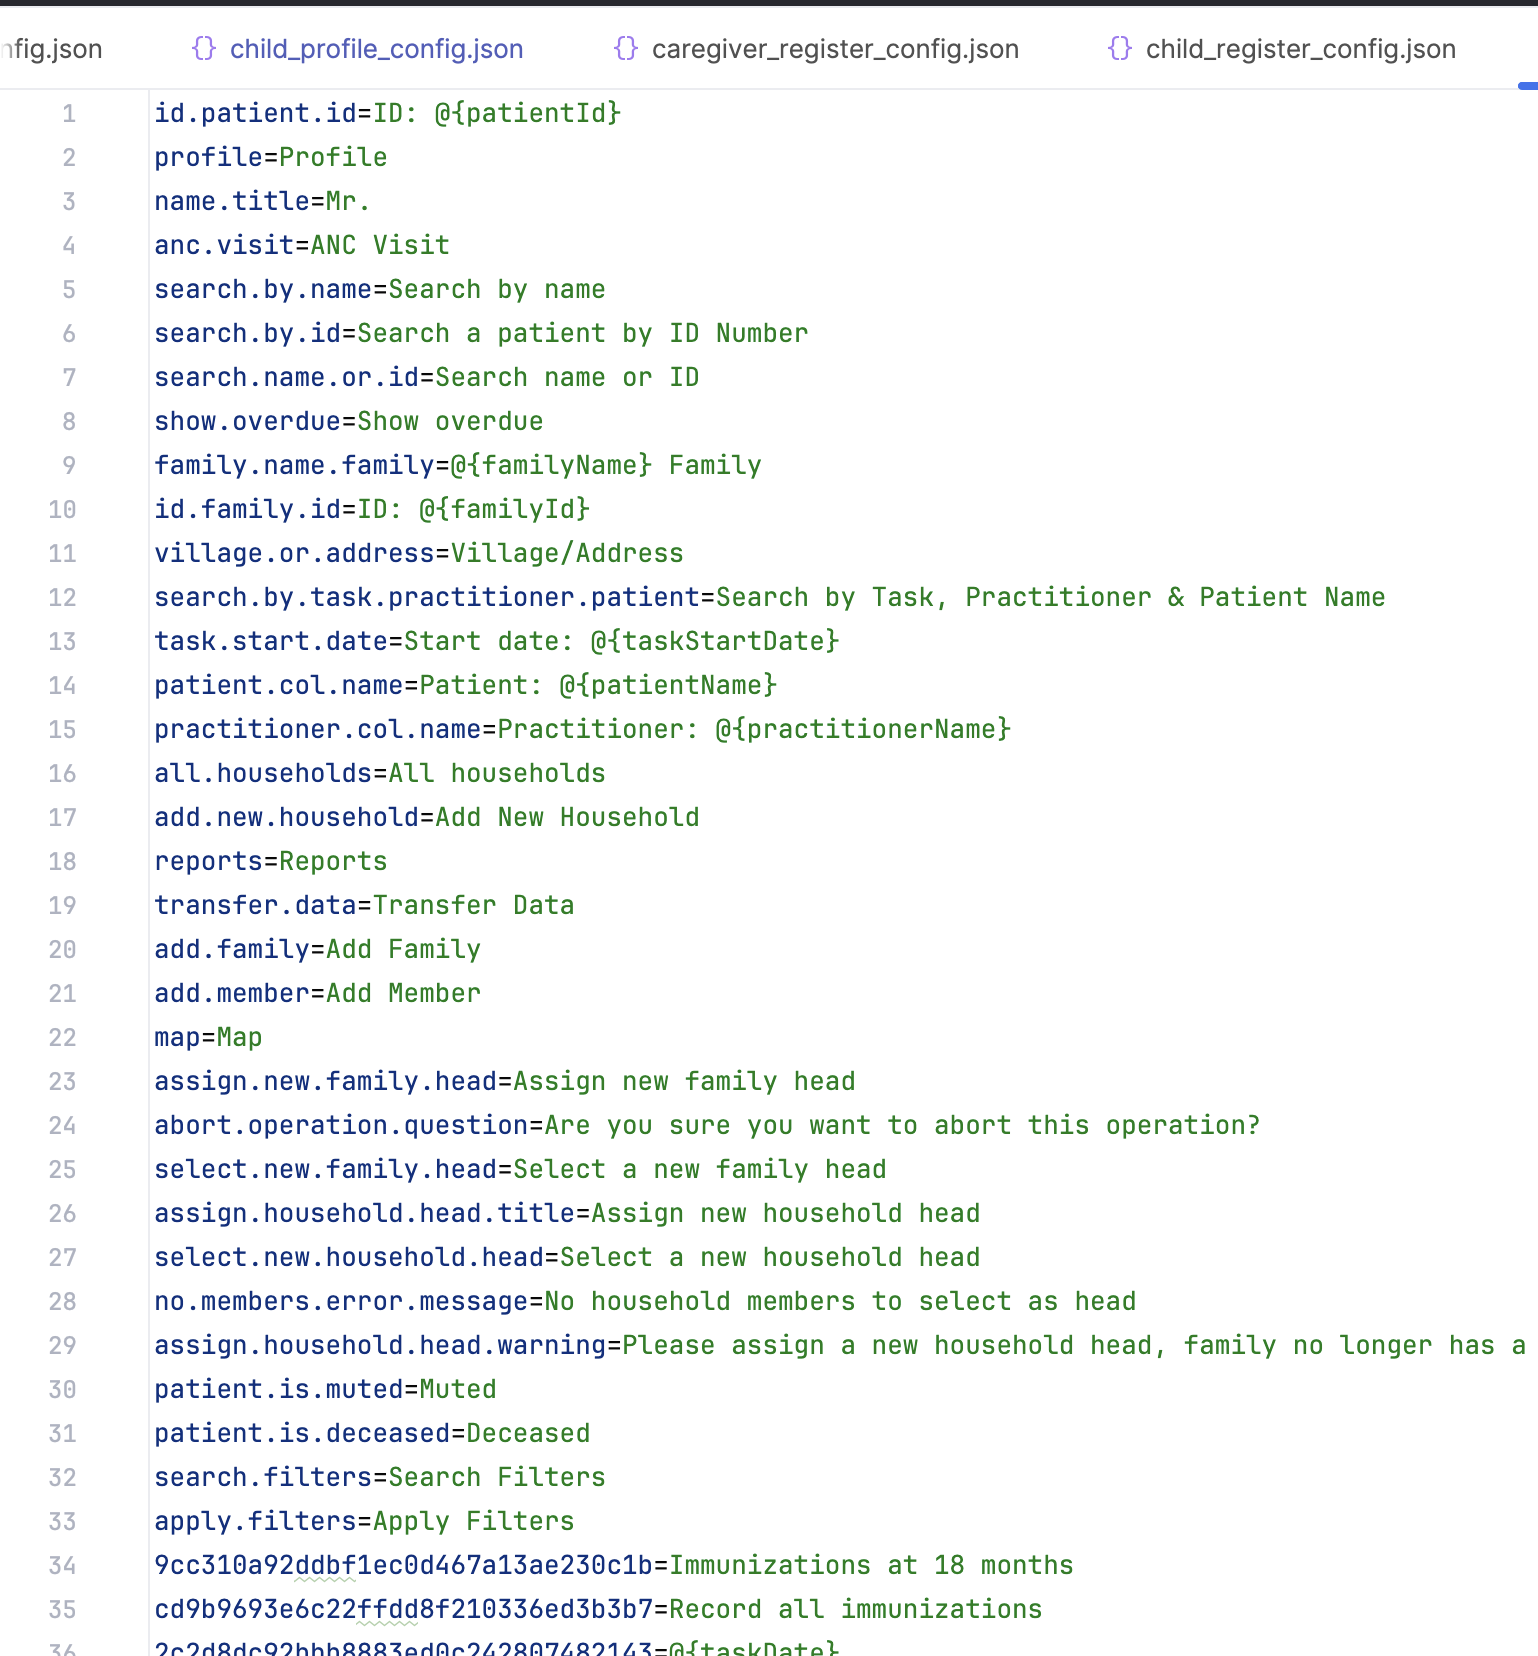 nfig.json
{} child_profile_config.json
{} caregiver_register_config.json
{} child_register_config.json
1 id.patient.id=ID: @{patientId}
2 profile=Profile
3 name.title=Mr.
4 anc.visit=ANC Visit
5 search.by.name=Search by name
6 search.by.id=Search a patient by ID Number
7 search.name.or.id=Search name or ID
8 show.overdue=Show overdue
9 family.name.family=@{familyName} Family
10 id.family.id=ID: @{familyId}
11 village.or.address=Village/Address
12 search.by.task.practitioner.patient=Search by Task, Practitioner & Patient Name
13 task.start.date=Start date: @{taskStartDate}
14 patient.col.name=Patient: @{patientName}
15 practitioner.col.name=Practitioner: @{practitionerName}
16 all.households=All households
17 add.new.household=Add New Household
18 reports=Reports
19 transfer.data=Transfer Data
20 add.family=Add Family
21 add.member=Add Member
22 map=Map
23 assign.new.family.head=Assign new family head
24 abort.operation.question=Are you sure you want to abort this operation?
25 select.new.family.head=Select a new family head
26 assign.household.head.title=Assign new household head
27 select.new.household.head=Select a new household head
28 no.members.error.message=No household members to select as head
29 assign.household.head.warning=Please assign a new household head, family no longer has a
30 patient.is.muted=Muted
31 patient.is.deceased=Deceased
32 search.filters=Search Filters
33 apply.filters=Apply Filters
34 9cc310a92ddbf1ec0d467a13ae230c1b=Immunizations at 18 months
35 cd9b9693e6c22ffdd8f210336ed3b3b7=Record all immunizations
36 2c2d8dc92bbb8883ed0c242807482143=@{taskDate}